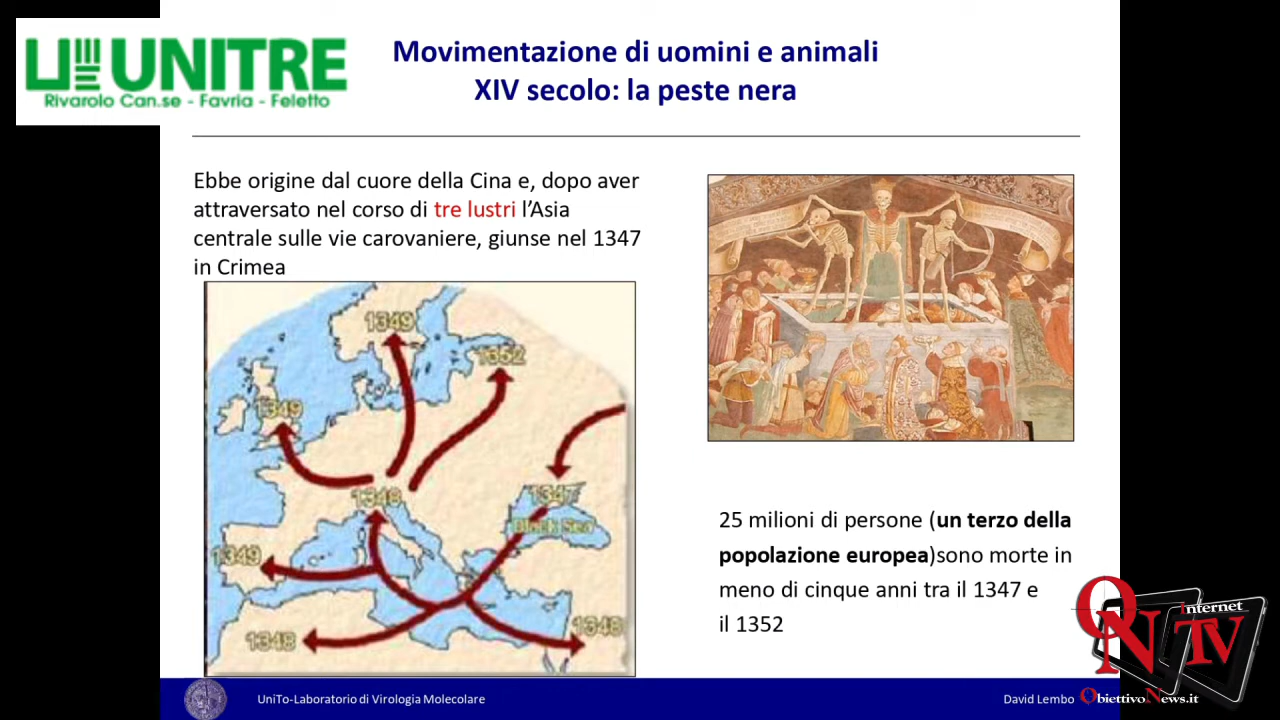 UNITRE
Rivarolo Can.se - Favria - Feletto
Movimentazione di uomini e animali
XIV secolo: la peste nera
Ebbe origine dal cuore della Cina e, dopo aver
attraversato nel corso di tre lustri l'Asia
centrale sulle vie carovaniere, giunse nel 1347
in Crimea
1349
1352
1349
1348
1347
Black Sea
1349
1348
1348
25 milioni di persone (un terzo della
popolazione europea)sono morte in
meno di cinque anni tra il 1347 e
il 1352
Internet
ON TV
ObiettivoNews.it
UniTo-Laboratorio di Virologia Molecolare
David Lembo